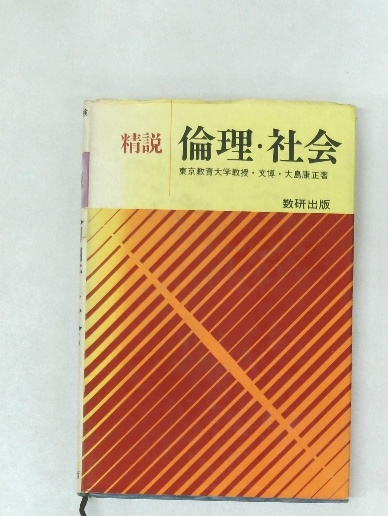 精説
倫理・社会
東京教育大学教授・文博・大島康正著
数研出版